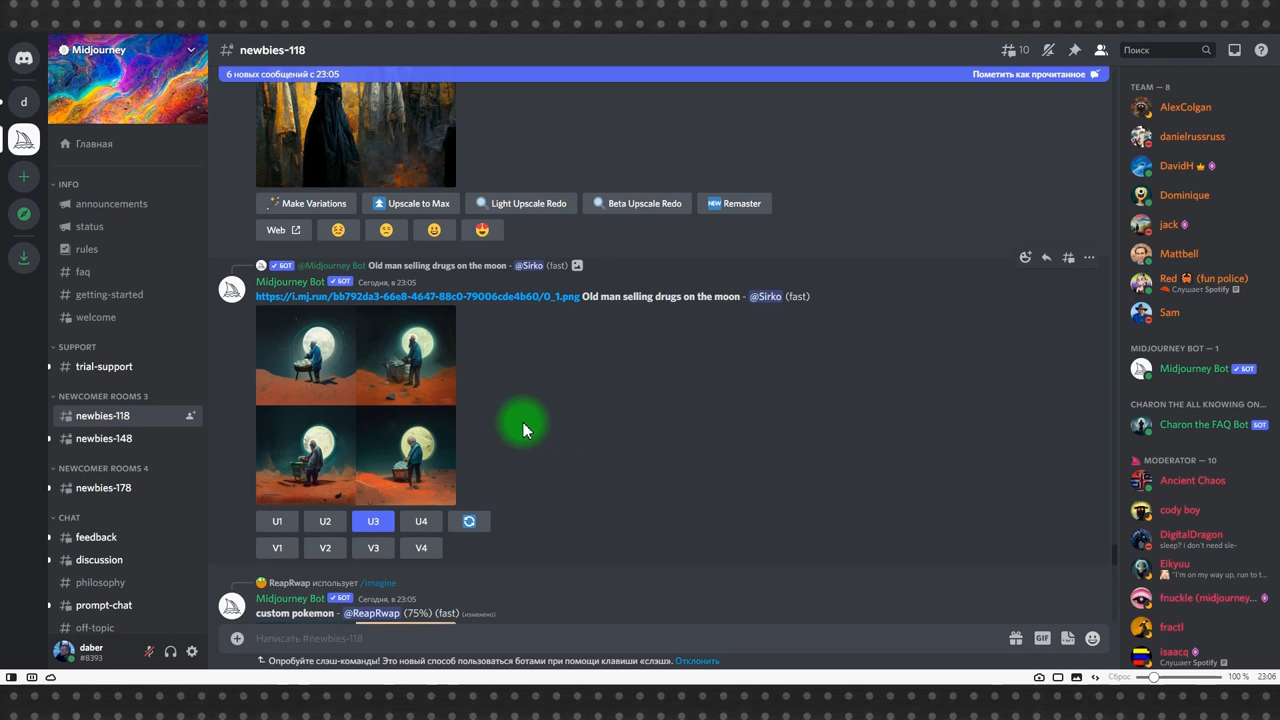 Midjourney
newbies-118
10
Поиск
6 новых сообщений с 23:05
Пометить как прочитанное
d
Главная
INFO
announcements
status
rules
faq
getting-started
welcome
SUPPORT
trial-support
NEWCOMER ROOMS 3
newbies-118
newbies-148
NEWCOMER ROOMS 4
newbies-178
CHAT
feedback
discussion
philosophy
prompt-chat
off-topic
daber
#8393
Make Variations
Upscale to Max
Light Upscale Redo
Beta Upscale Redo
NEW Remaster
Web
БОТ @Midjourney Bot Old man selling drugs on the moon - @Sirko (fast)
Midjourney Bot БОТ Сегодня, в 23:05
https://i.mj.run/bb792da3-66e8-4647-88c0-79006cde4b60/0_1.png Old man selling drugs on the moon - @Sirko (fast)
U1 U2 U3 U4
V1 V2 V3 V4
ReapRwap использует /imagine
Midjourney Bot БОТ Сегодня, в 23:05
custom pokemon - @ReapRwap (75%) (fast) (изменено)
Написать #newbies-118
GIF
Опробуйте слэш-команды! Это новый способ пользоваться ботами при помощи клавиши «слэш». Отклонить
TEAM — 8
AlexColgan
danielrussruss
DavidH
Dominique
jack
Mattbell
Red (fun police)
Слушает Spotify
Sam
MIDJOURNEY BOT — 1
Midjourney Bot БОТ
CHARON THE ALL KNOWING ON...
Charon the FAQ Bot БОТ
MODERATOR — 10
Ancient Chaos
cody boy
DigitalDragon
sleep? i don't need sle-
Eikyuu
"I'm on my way up, run to t...
fnuckle (midjourney...
fractl
isaacq
Слушает Spotify
Сброс
100 %
23:06